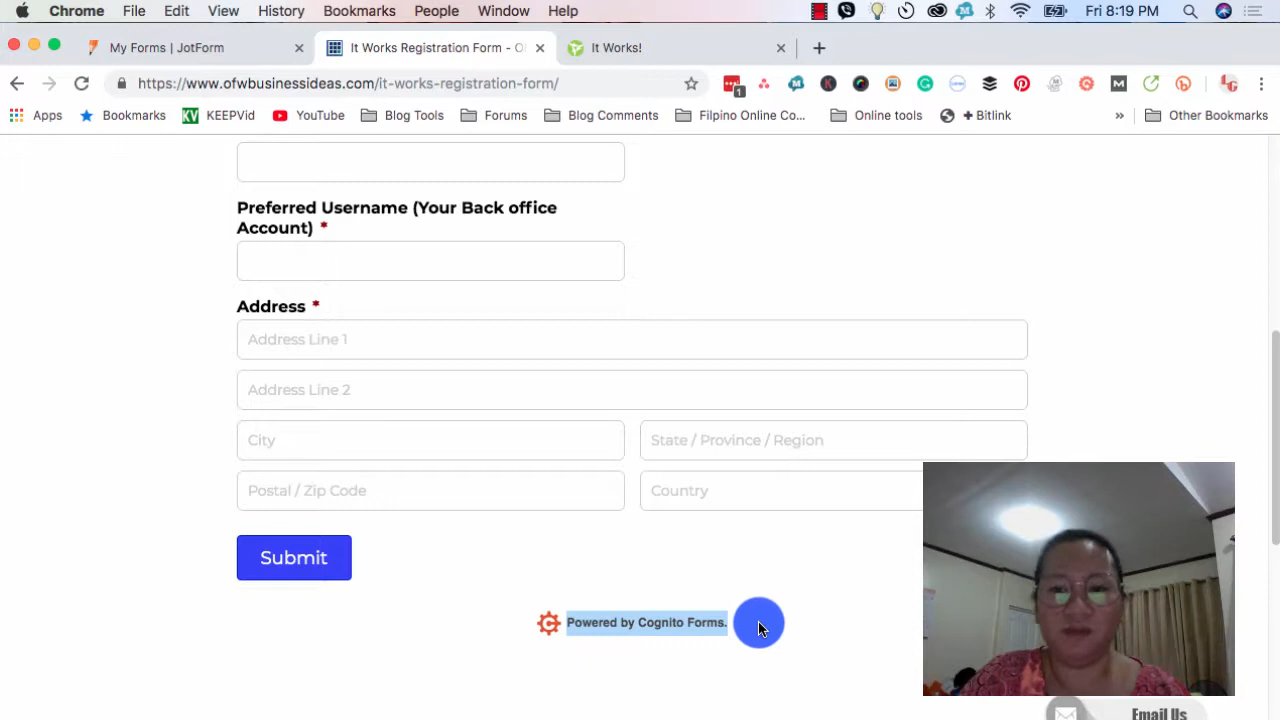 Chrome File Edit View History Bookmarks People Window Help Fri 8:19 PM
My Forms | JotForm
It Works Registration Form - O
It Works!
https://www.ofwbusinessideas.com/it-works-registration-form/
1
Apps Bookmarks KEEPVid YouTube Blog Tools Forums Blog Comments Filpino Online Co... Online tools + Bitlink » Other Bookmarks
Preferred Username (Your Back office
Account) *
Address *
Address Line 1
Address Line 2
City State / Province / Region
Postal / Zip Code Country
Submit
Powered by Cognito Forms.
Email Us